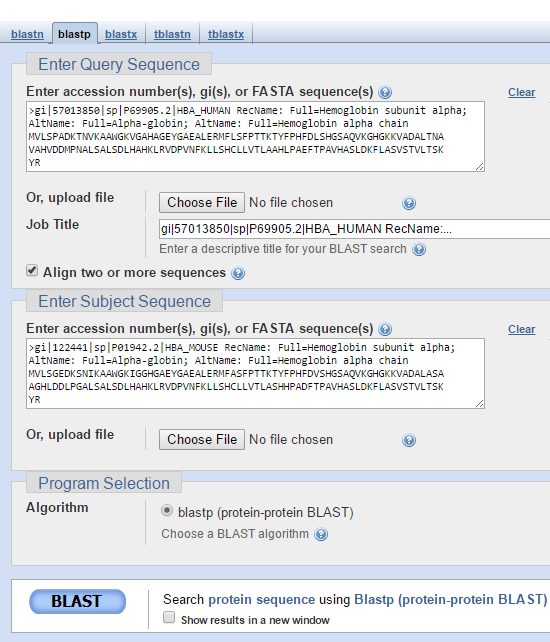 blastn blastp blastx tblastn tblastx
Enter Query Sequence
Enter accession number(s), gi(s), or FASTA sequence(s) Clear
>gi|57013850|sp|P69905.2|HBA_HUMAN RecName: Full=Hemoglobin subunit alpha;
AltName: Full=Alpha-globin; AltName: Full=Hemoglobin alpha chain
MVLSPADKTNVKAAWGKVGAHAGEYGAEALERMFLSFPTTKTYFPHFDLSHGSAQVKGHGKKVADALTNA
VAHVDDMPNALSALSDLHAHKLRVDPVNFKLLSHCLLVTLAAHLPAEFTPAVHASLDKFLASVSTVLTSK
YR
Or, upload file Choose File No file chosen
Job Title gi|57013850|sp|P69905.2|HBA_HUMAN RecName:...
Enter a descriptive title for your BLAST search
Align two or more sequences
Enter Subject Sequence
Enter accession number(s), gi(s), or FASTA sequence(s) Clear
>gi|122441|sp|P01942.2|HBA_MOUSE RecName: Full=Hemoglobin subunit alpha;
AltName: Full=Alpha-globin; AltName: Full=Hemoglobin alpha chain
MVLSGEDKSNIKAAWGKIGGHGAEYGAEALERMFASFPTTKTYFPHFDVSHGSAQVKGHGKKVADALASA
AGHLDDLPGALSALSDLHAHKLRVDPVNFKLLSHCLLVTLASHHPADFTPAVHASLDKFLASVSTVLTSK
YR
Or, upload file Choose File No file chosen
Program Selection
Algorithm blastp (protein-protein BLAST)
Choose a BLAST algorithm
BLAST Search protein sequence using Blastp (protein-protein BLAST)
Show results in a new window